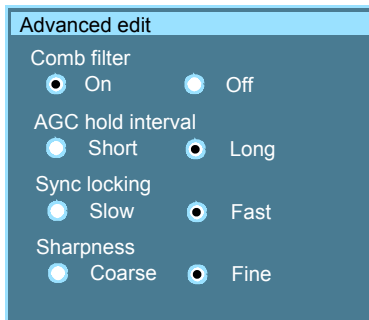 Advanced edit
Comb filter
On Off
AGC hold interval
Short Long
Sync locking
Slow Fast
Sharpness
Coarse Fine